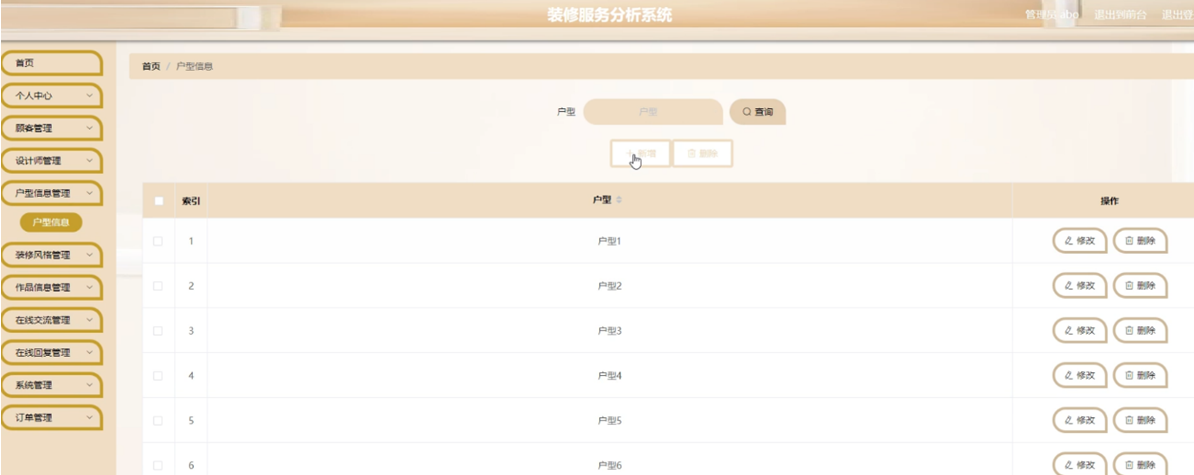 装修服务分析系统
管理员 abo 退出到前台 退出登
首页
个人中心
顾客管理
设计师管理
户型信息管理
户型信息
装修风格管理
作品信息管理
在线交流管理
在线回复管理
系统管理
订单管理
首页 / 户型信息
户型 户型 查询
新增 删除
索引 户型 操作
1 户型1 修改 删除
2 户型2 修改 删除
3 户型3 修改 删除
4 户型4 修改 删除
5 户型5 修改 删除
6 户型6 修改 删除